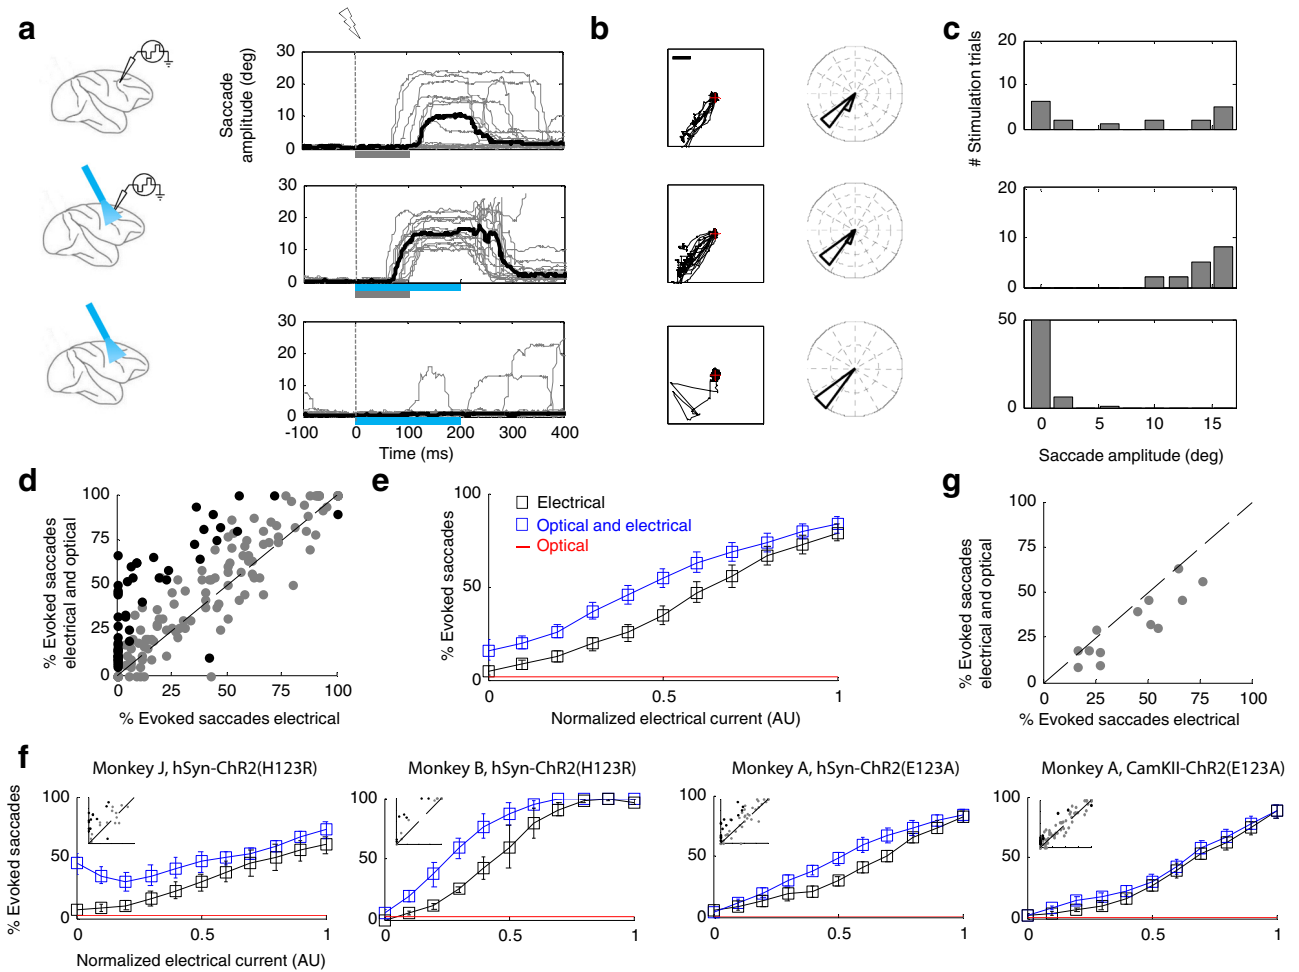 a
b
c
Saccade
amplitude (deg)
30
20
10
0
30
20
10
0
30
20
10
0
-100
0
100
200
300
400
Time (ms)
# Stimulation trials
20
10
0
20
10
0
50
0
0
5
10
15
Saccade amplitude (deg)
d
% Evoked saccades
electrical and optical
100
75
50
25
0
0
25
50
75
100
% Evoked saccades electrical
e
% Evoked saccades
100
50
0
Electrical
Optical and electrical
Optical
0
0.5
1
Normalized electrical current (AU)
g
% Evoked saccades
electrical and optical
100
75
50
25
0
0
25
50
75
100
% Evoked saccades electrical
f
Monkey J, hSyn-ChR2(H123R)
% Evoked saccades
100
50
0
0
0.5
1
Normalized electrical current (AU)
Monkey B, hSyn-ChR2(H123R)
100
50
0
0
0.5
1
Monkey A, hSyn-ChR2(E123A)
100
50
0
0
0.5
1
Monkey A, CamKII-ChR2(E123A)
100
50
0
0
0.5
1